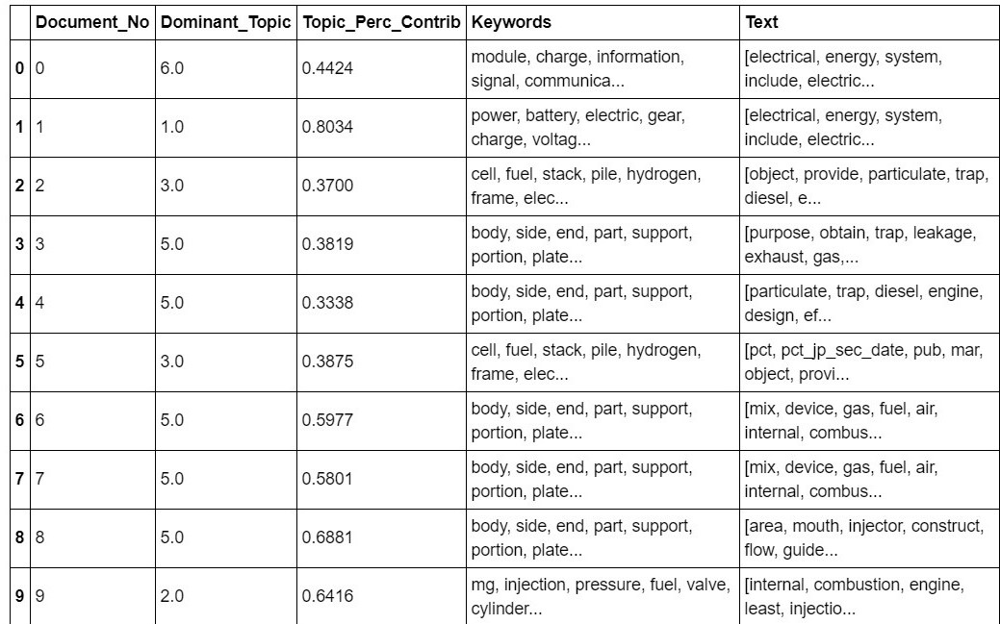 Document_No Dominant_Topic Topic_Perc_Contrib Keywords Text
0 0 6.0 0.4424 module, charge, information, signal, communica... [electrical, energy, system, include, electric...
1 1 1.0 0.8034 power, battery, electric, gear, charge, voltag... [electrical, energy, system, include, electric...
2 2 3.0 0.3700 cell, fuel, stack, pile, hydrogen, frame, elec... [object, provide, particulate, trap, diesel, e...
3 3 5.0 0.3819 body, side, end, part, support, portion, plate... [purpose, obtain, trap, leakage, exhaust, gas,...
4 4 5.0 0.3338 body, side, end, part, support, portion, plate... [particulate, trap, diesel, engine, design, ef...
5 5 3.0 0.3875 cell, fuel, stack, pile, hydrogen, frame, elec... [pct, pct_jp_sec_date, pub, mar, object, provi...
6 6 5.0 0.5977 body, side, end, part, support, portion, plate... [mix, device, gas, fuel, air, internal, combus...
7 7 5.0 0.5801 body, side, end, part, support, portion, plate... [mix, device, gas, fuel, air, internal, combus...
8 8 5.0 0.6881 body, side, end, part, support, portion, plate... [area, mouth, injector, construct, flow, guide...
9 9 2.0 0.6416 mg, injection, pressure, fuel, valve, cylinder... [internal, combustion, engine, least, injectio...